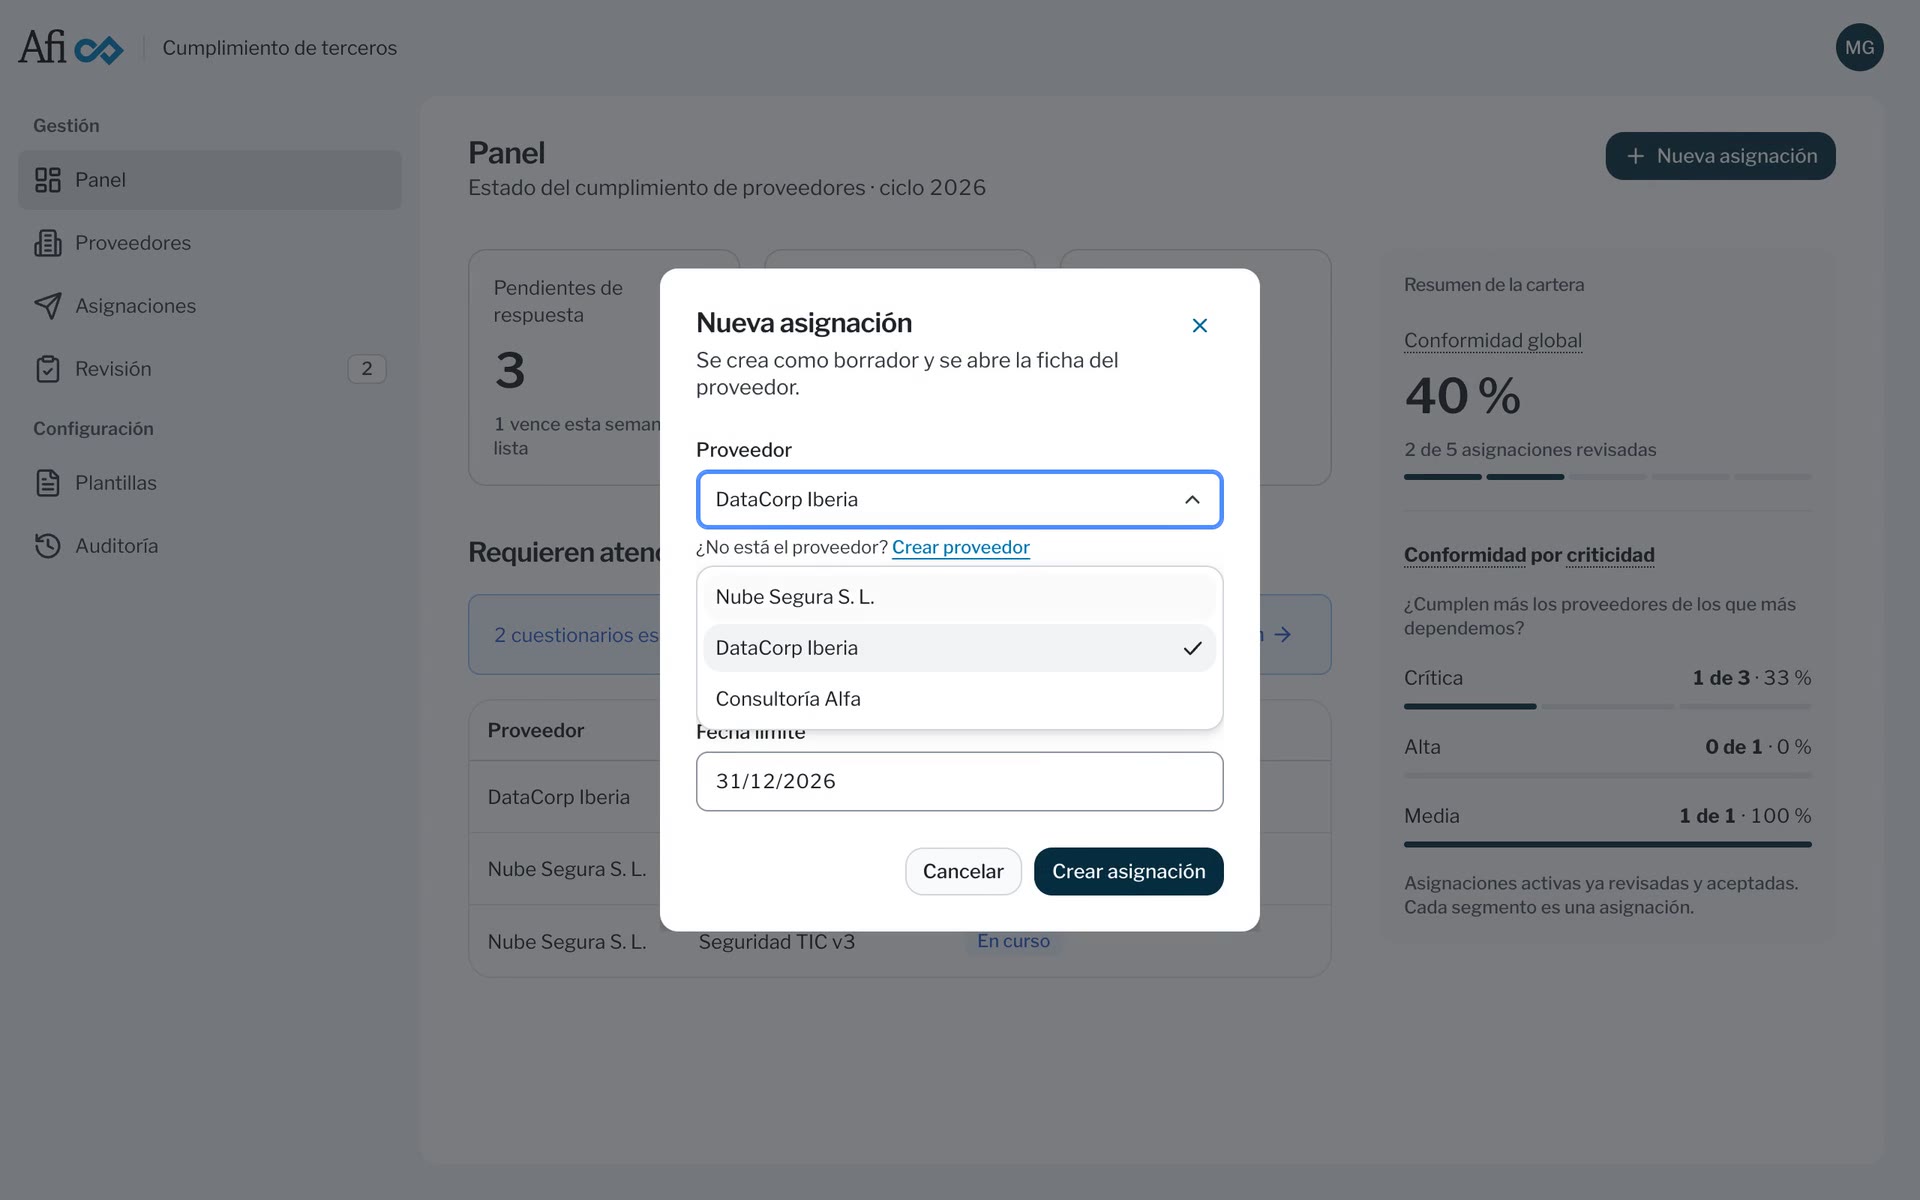 Afi
Cumplimiento de terceros
MG
Gestión
Panel
Proveedores
Asignaciones
Revisión
2
Configuración
Plantillas
Auditoría
Panel
Estado del cumplimiento de proveedores · ciclo 2026
+ Nueva asignación
Pendientes de
respuesta
3
1 vence esta seman
lista
Requieren aten
2 cuestionarios es
Proveedor
DataCorp Iberia
Nube Segura S. L.
Nube Segura S. L.
Seguridad TIC v3
En curso
Nueva asignación
Se crea como borrador y se abre la ficha del
proveedor.
Proveedor
DataCorp Iberia
¿No está el proveedor? Crear proveedor
Nube Segura S. L.
DataCorp Iberia
Consultoría Alfa
Fecha límite
31/12/2026
Cancelar
Crear asignación
Resumen de la cartera
Conformidad global
40 %
2 de 5 asignaciones revisadas
Conformidad por criticidad
¿Cumplen más los proveedores de los que más
dependemos?
Crítica
1 de 3 · 33 %
Alta
0 de 1 · 0 %
Media
1 de 1 · 100 %
Asignaciones activas ya revisadas y aceptadas.
Cada segmento es una asignación.